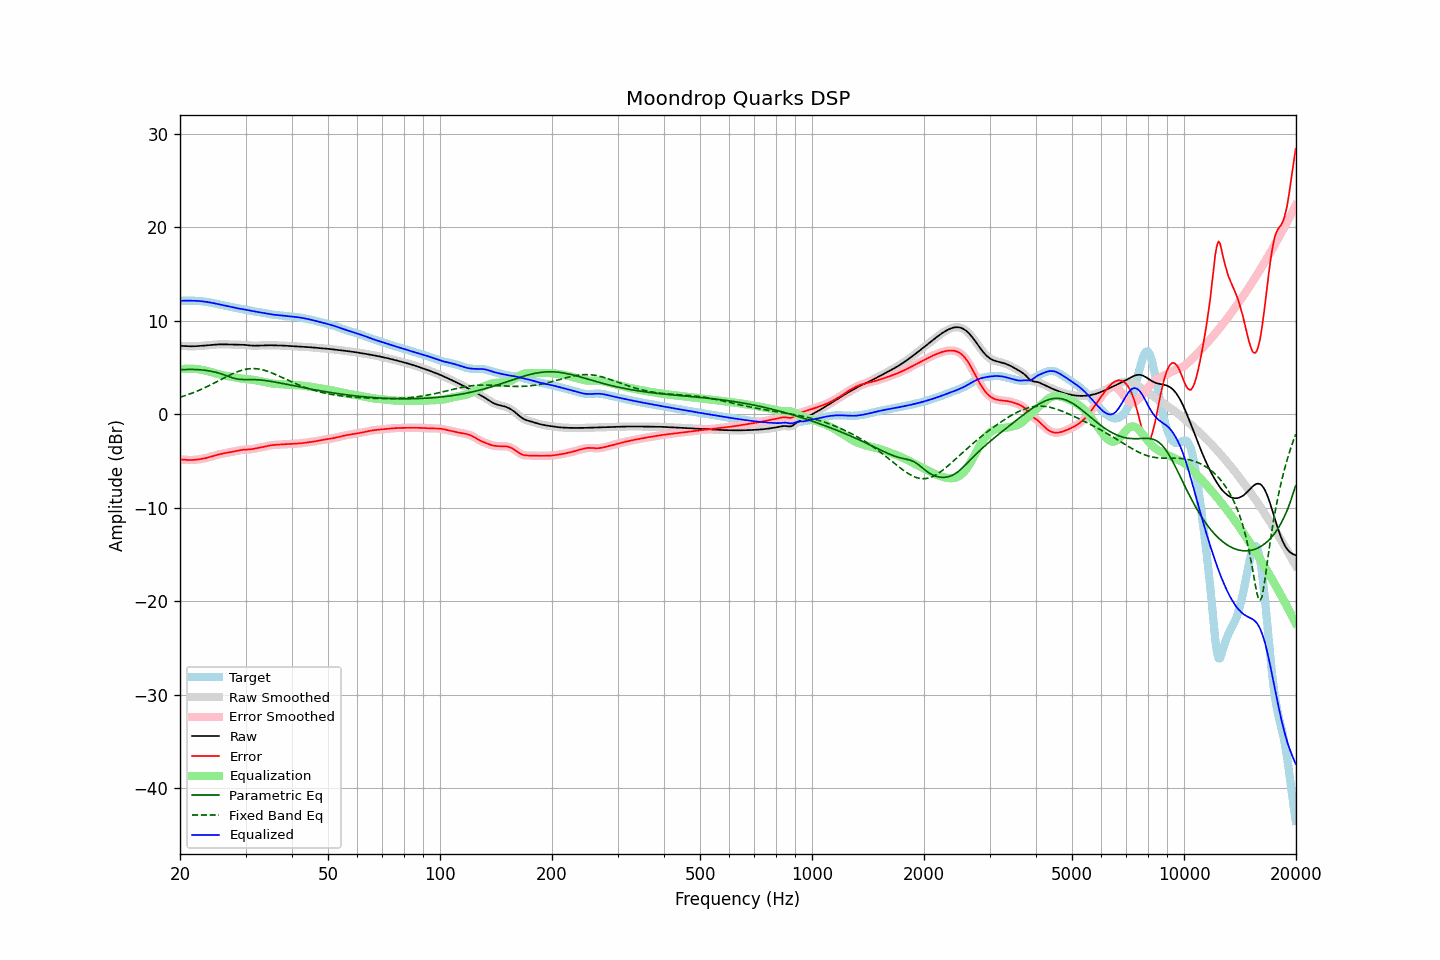 Moondrop Quarks DSP
Amplitude (dBr)
30
20
10
0
−10
−20
−30
−40
Target
Raw Smoothed
Error Smoothed
Raw
Error
Equalization
Parametric Eq
Fixed Band Eq
Equalized
20 50 100 200 500 1000 2000 5000 10000 20000
Frequency (Hz)